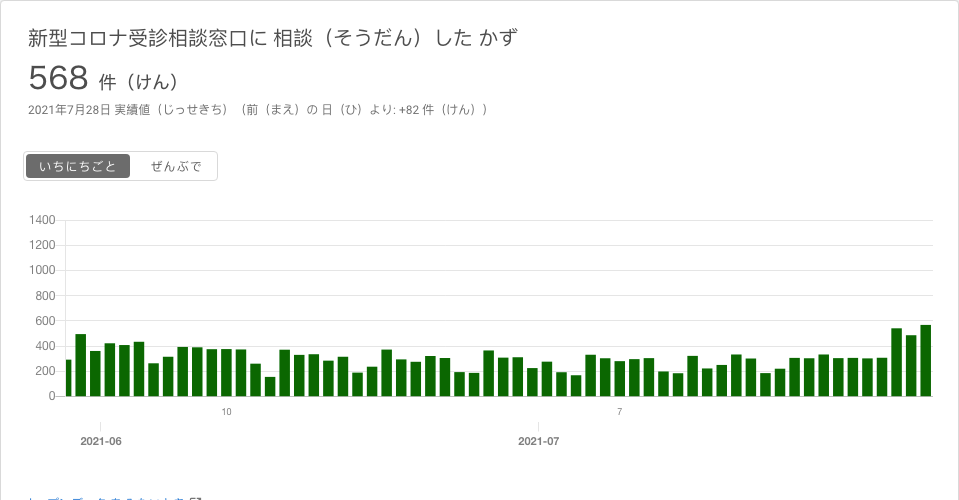 新型コロナ受診相談窓口に 相談（そうだん）した かず
568 件（けん）
2021年7月28日 実績値（じっせきち）（前（まえ）の 日（ひ）より: +82 件（けん））
いちにちごと ぜんぶで
1400
1200
1000
800
600
400
200
0
10 7
2021-06 2021-07